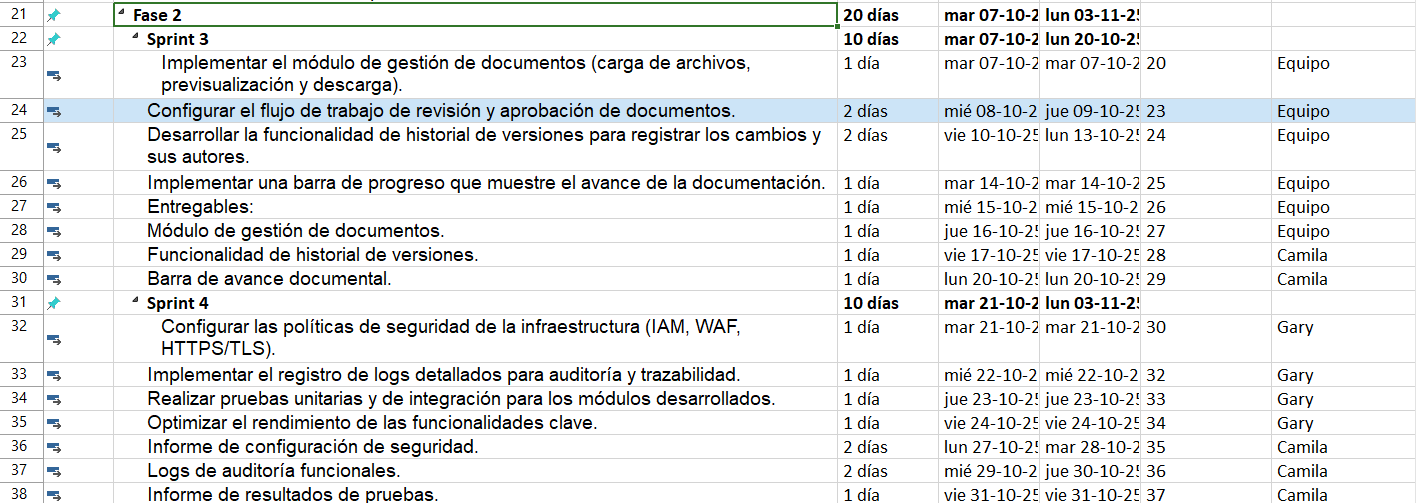 21 Fase 2 20 días mar 07-10-2 lun 03-11-25
22 Sprint 3 10 días mar 07-10-2 lun 20-10-25
23 Implementar el módulo de gestión de documentos (carga de archivos, 1 día mar 07-10-2 mar 07-10-2 20 Equipo
previsualización y descarga).
24 Configurar el flujo de trabajo de revisión y aprobación de documentos. 2 días mié 08-10-2 jue 09-10-25 23 Equipo
25 Desarrollar la funcionalidad de historial de versiones para registrar los cambios y 2 días vie 10-10-25 lun 13-10-25 24 Equipo
sus autores.
26 Implementar una barra de progreso que muestre el avance de la documentación. 1 día mar 14-10-2 mar 14-10-2 25 Equipo
27 Entregables: 1 día mié 15-10-2 mié 15-10-2 26 Equipo
28 Módulo de gestión de documentos. 1 día jue 16-10-25 jue 16-10-25 27 Equipo
29 Funcionalidad de historial de versiones. 1 día vie 17-10-25 vie 17-10-25 28 Camila
30 Barra de avance documental. 1 día lun 20-10-25 lun 20-10-25 29 Camila
31 Sprint 4 10 días mar 21-10-2 lun 03-11-25
32 Configurar las políticas de seguridad de la infraestructura (IAM, WAF, 1 día mar 21-10-2 mar 21-10-2 30 Gary
HTTPS/TLS).
33 Implementar el registro de logs detallados para auditoría y trazabilidad. 1 día mié 22-10-2 mié 22-10-2 32 Gary
34 Realizar pruebas unitarias y de integración para los módulos desarrollados. 1 día jue 23-10-25 jue 23-10-25 33 Gary
35 Optimizar el rendimiento de las funcionalidades clave. 1 día vie 24-10-25 vie 24-10-25 34 Gary
36 Informe de configuración de seguridad. 2 días lun 27-10-25 mar 28-10-2 35 Camila
37 Logs de auditoría funcionales. 2 días mié 29-10-2 jue 30-10-25 36 Camila
38 Informe de resultados de pruebas. 1 día vie 31-10-25 vie 31-10-25 37 Camila